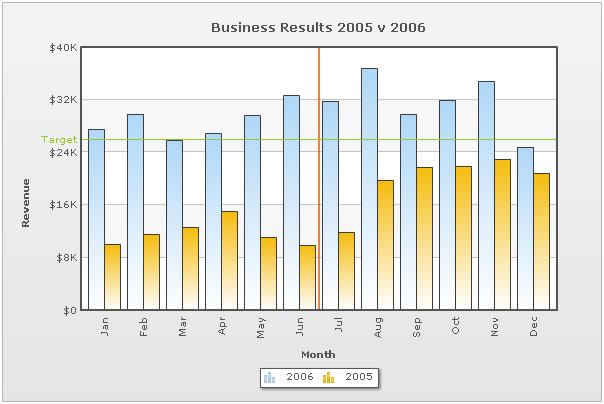 Business Results 2005 v 2006
$40K
$32K
Target
$24K
$16K
$8K
$0
Revenue
Jan Feb Mar Apr May Jun Jul Aug Sep Oct Nov Dec
Month
2006 2005